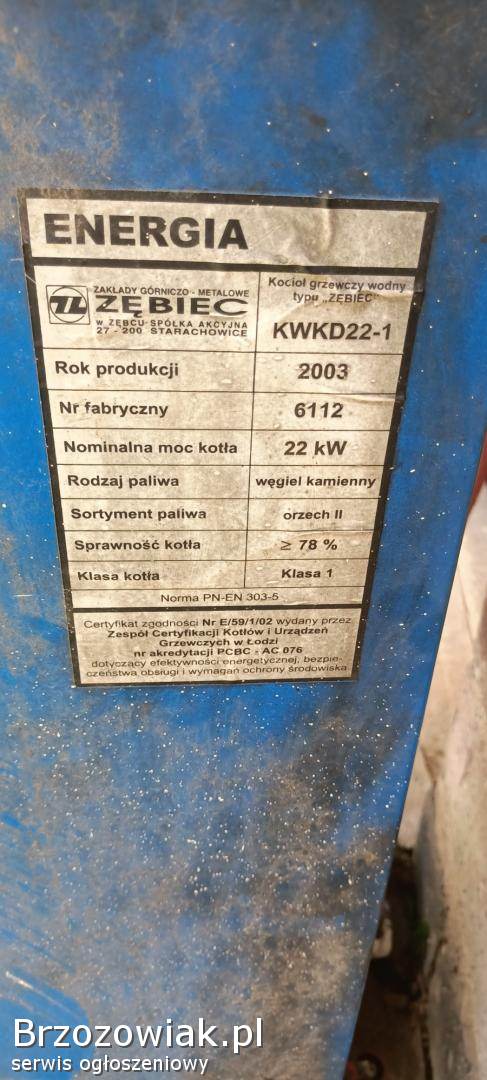 ENERGIA
ZAKŁADY GÓRNICZO - METALOWE
ZĘBIEC
W ZĘBCU SPÓŁKA AKCYJNA
27 - 200 STARACHOWICE
Kocioł grzewczy wodny
typu „ZĘBIEC"
KWKD22-1
Rok produkcji 2003
Nr fabryczny 6112
Nominalna moc kotła 22 kW
Rodzaj paliwa węgiel kamienny
Sortyment paliwa orzech II
Sprawność kotła ≥ 78 %
Klasa kotła Klasa 1
Norma PN-EN 303-5
Certyfikat zgodności Nr E/59/1/02 wydany przez
Zespół Certyfikacji Kotłów i Urządzeń
Grzewczych w Łodzi
nr akredytacji PCBC - AC 076
dotyczący efektywności energetycznej, bezpie-
czeństwa obsługi i wymagań ochrony środowiska
Brzozowiak.pl
serwis ogłoszeniowy